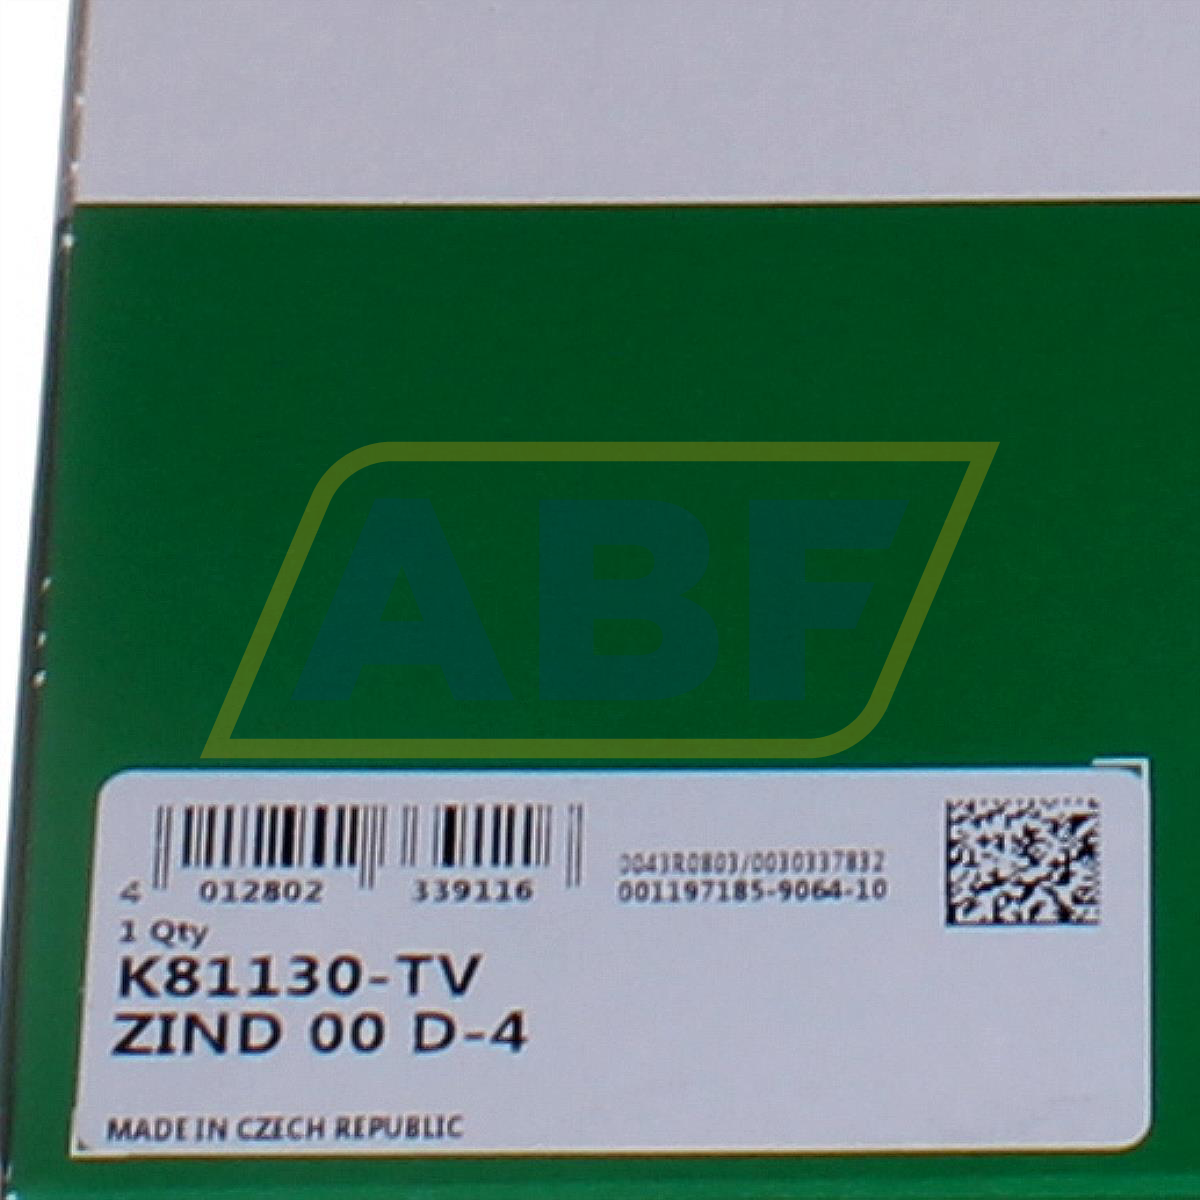 ABF
4 012802 339116
0043R0803/0030337832
001197185-9064-10
1 Qty
K81130-TV
ZIND 00 D-4
MADE IN CZECH REPUBLIC